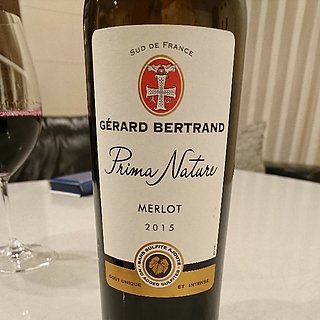 SUD DE FRANCE
GÉRARD BERTRAND
Prima Nature
MERLOT
2015
SANS SULFITE AJOUTÉ
NO ADDED SULFITES
GOÛT UNIQUE ET INTENSE